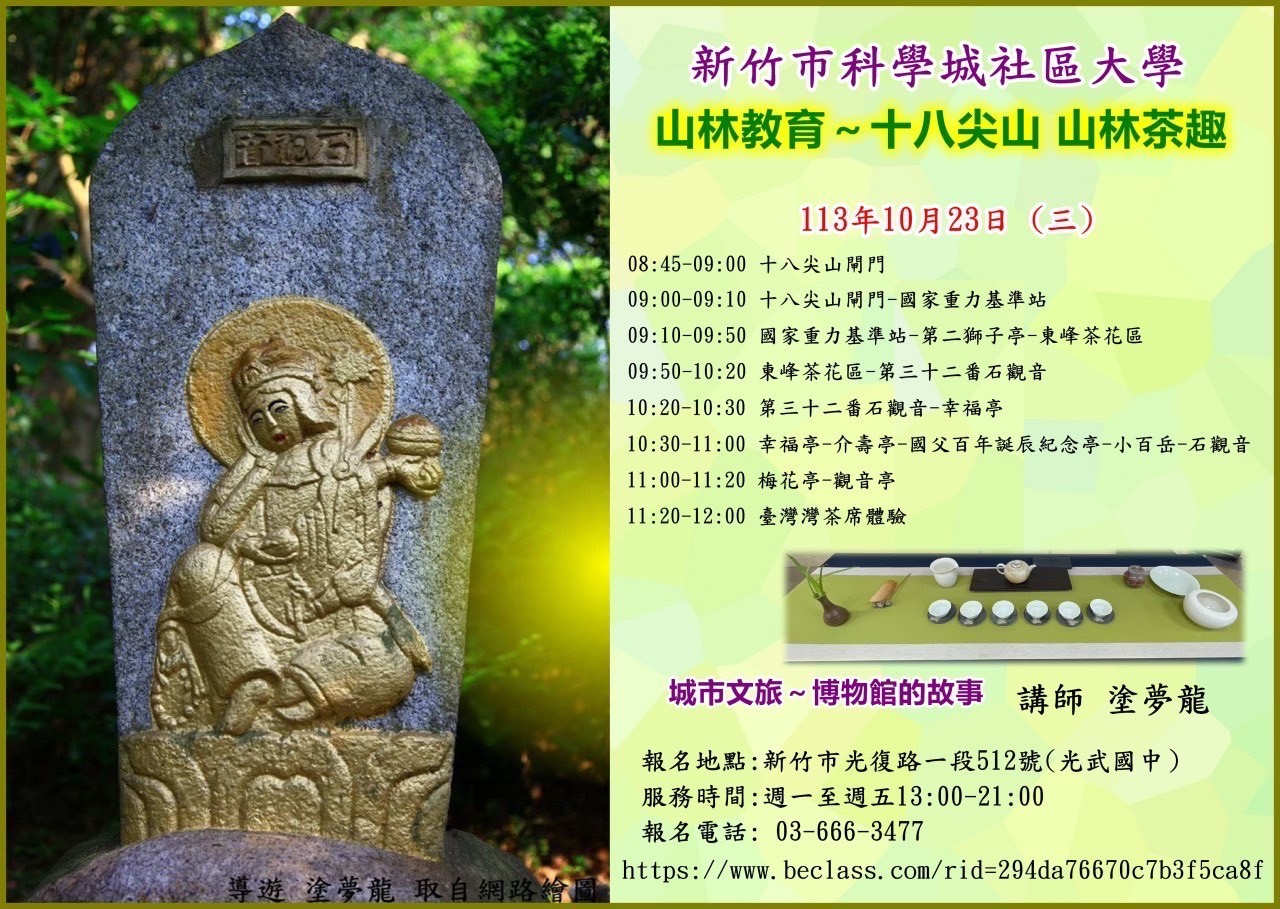 石觀音
導遊 塗夢龍 取自網路繪圖
新竹市科學城社區大學
山林教育~十八尖山 山林茶趣
113年10月23日 (三)
08:45-09:00 十八尖山閘門
09:00-09:10 十八尖山閘門-國家重力基準站
09:10-09:50 國家重力基準站-第二獅子亭-東峰茶花區
09:50-10:20 東峰茶花區-第三十二番石觀音
10:20-10:30 第三十二番石觀音-幸福亭
10:30-11:00 幸福亭-介壽亭-國父百年誕辰紀念亭-小百岳-石觀音
11:00-11:20 梅花亭-觀音亭
11:20-12:00 臺灣灣茶席體驗
城市文旅~博物館的故事 講師 塗夢龍
報名地點:新竹市光復路一段512號(光武國中)
服務時間:週一至週五13:00-21:00
報名電話: 03-666-3477
https://www.beclass.com/rid=294da76670c7b3f5ca8f